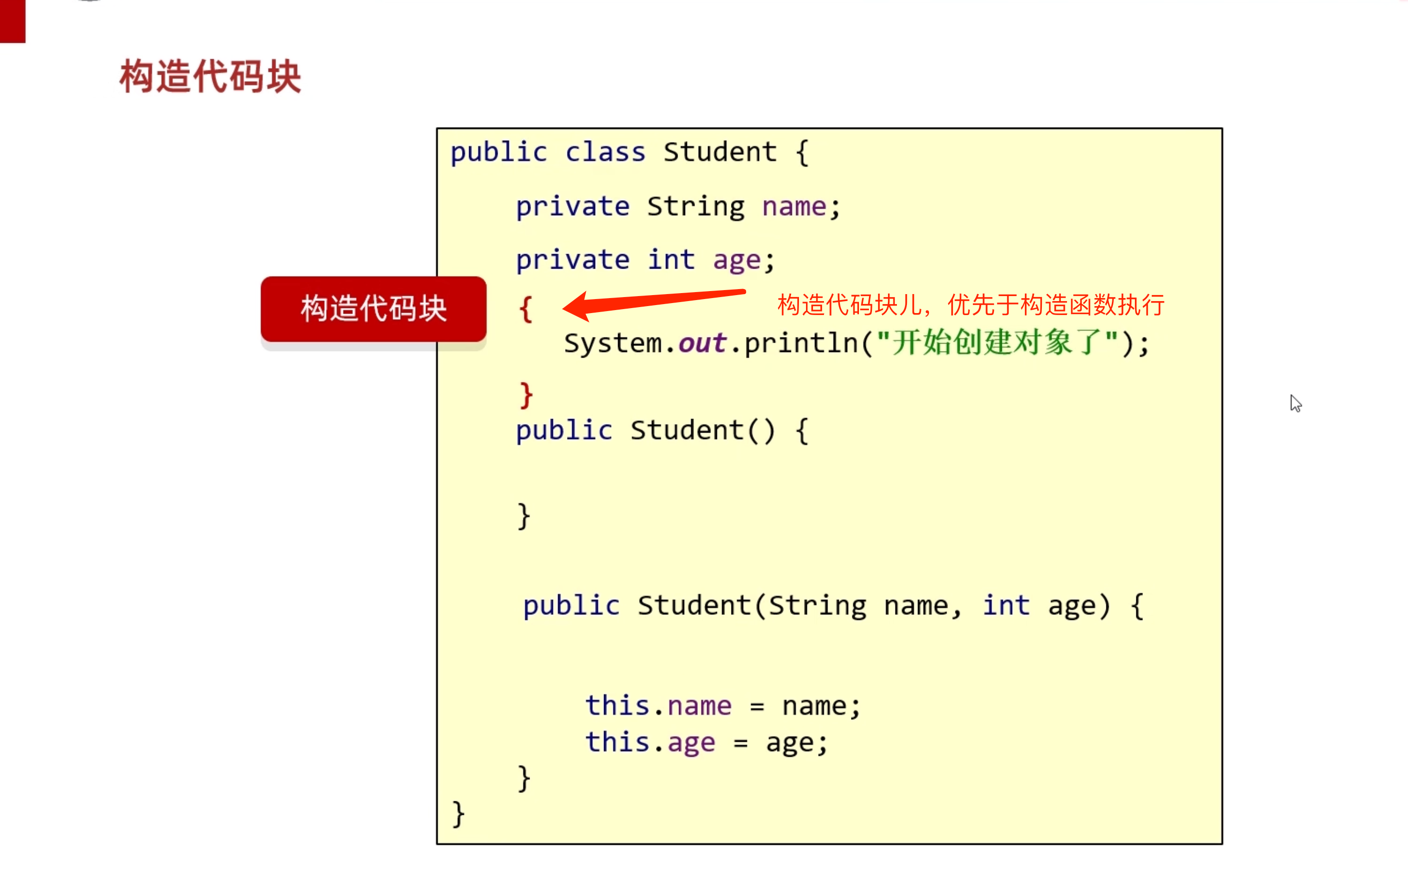 构造代码块
public class Student {
private String name;
private int age;
构造代码块
{
构造代码块儿，优先于构造函数执行
System.out.println("开始创建对象了");
}
public Student() {
}
public Student(String name, int age) {
this.name = name;
this.age = age;
}
}